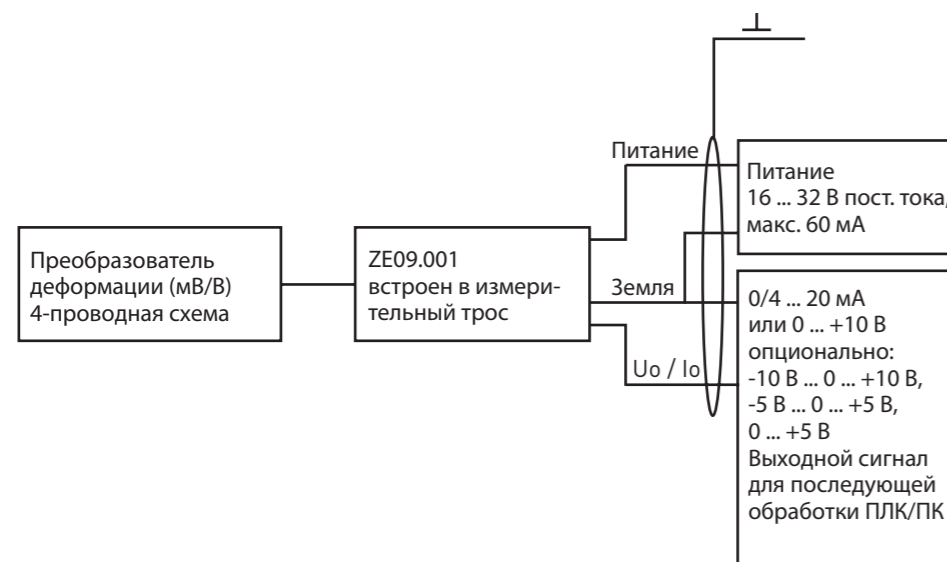 Питание
Питание
16 ... 32 В пост. тока,
макс. 60 мА
Преобразователь
деформации (мВ/В)
4-проводная схема
ZE09.001
встроен в измери-
тельный трос
Земля
Uo / Io
0/4 ... 20 мА
или 0 ... +10 В
опционально:
-10 В ... 0 ... +10 В,
-5 В ... 0 ... +5 В,
0 ... +5 В
Выходной сигнал
для последующей
обработки ПЛК/ПК